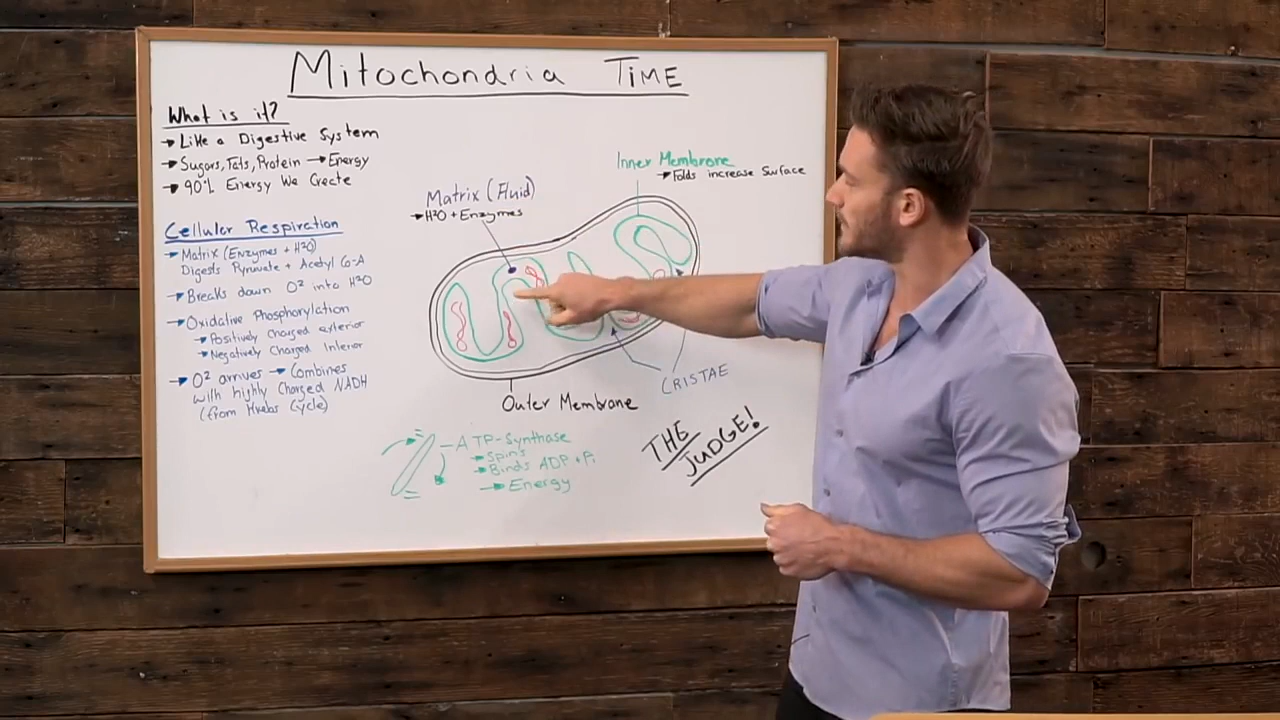 Mitochondria Time
What is it?
→ Like a Digestive System
→ Sugars, Fats, Protein → Energy
→ 90% Energy We Create
Cellular Respiration
→ Matrix (Enzymes + H²O)
Digests Pyruvate + Acetyl Co-A
→ Breaks down O² into H²O
→ Oxidative Phosphorylation
→ Positively Charged exterior
→ Negatively Charged Interior
→ O² arrives → Combines
with highly Charged NADH
(from Krebs Cycle)
Matrix (Fluid)
→ H²O + Enzymes
Inner Membrane
→ Folds increase Surface
CRISTAE
Outer Membrane
ATP-Synthase
→ Spins
→ Binds ADP + Pi
→ Energy
THE
JUDGE!